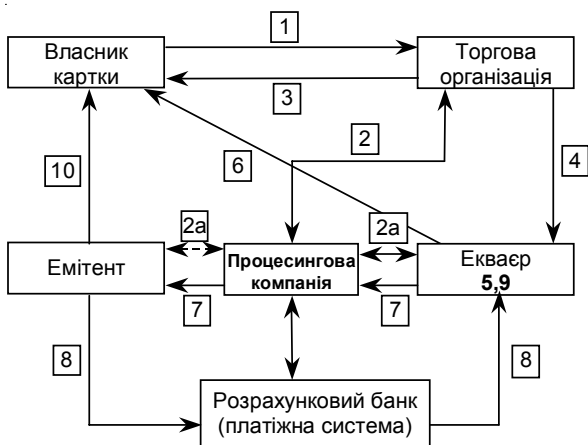 1
Власник
картки
Торгова
організація
3
2
4
6
10
2а
2а
Емітент
Процесингова
компанія
Екваєр
5,9
7
7
8
8
Розрахунковий банк
(платіжна система)